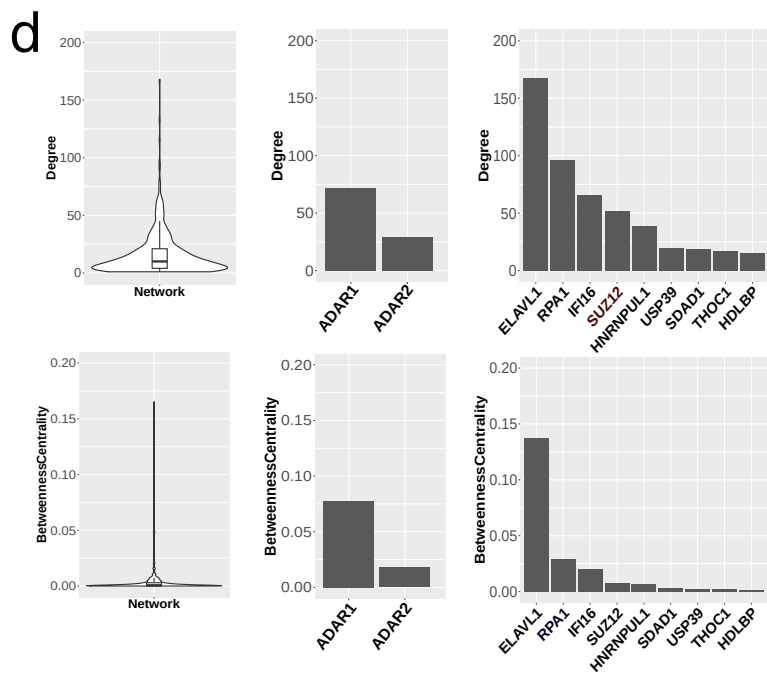 d
200
150
100
50
0
Degree
Network
200
150
100
50
0
Degree
ADAR1
ADAR2
200
150
100
50
0
Degree
ELAVL1
RPA1
IFI16
SUZ12
HNRNPUL1
USP39
SDAD1
THOC1
HDLBP
0.20
0.15
0.10
0.05
0.00
BetweennessCentrality
Network
0.20
0.15
0.10
0.05
0.00
BetweennessCentrality
ADAR1
ADAR2
0.20
0.15
0.10
0.05
0.00
BetweennessCentrality
ELAVL1
RPA1
IFI16
SUZ12
HNRNPUL1
SDAD1
USP39
THOC1
HDLBP